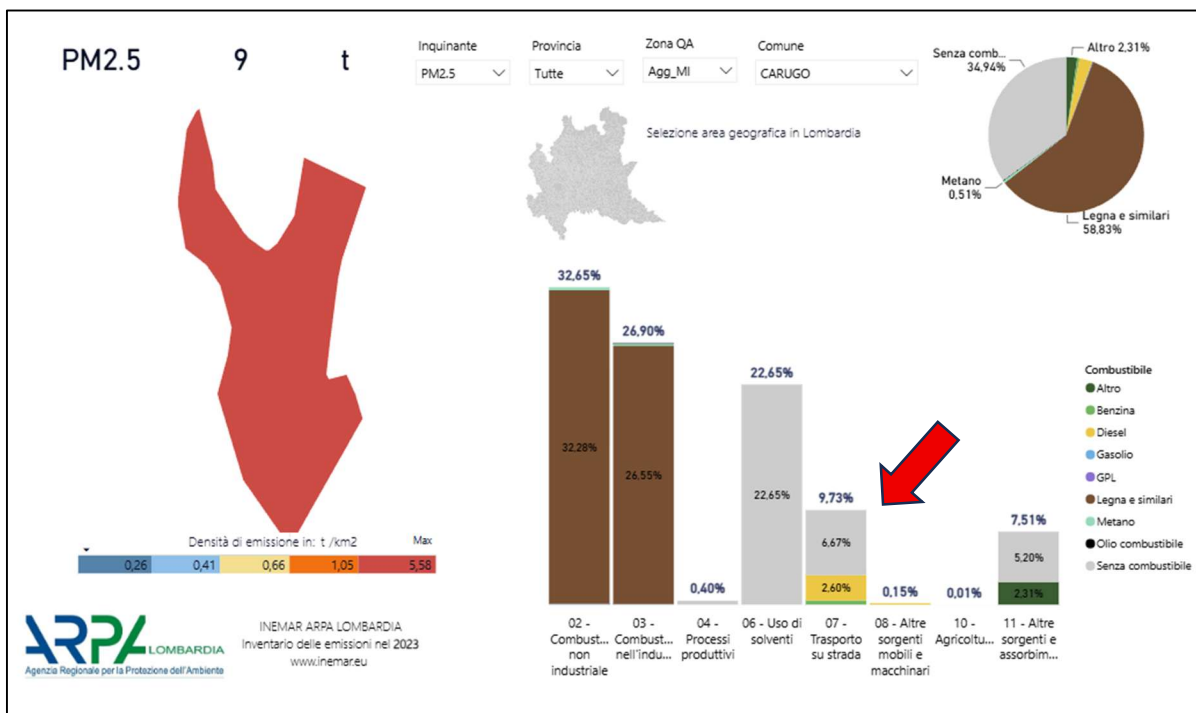 PM2.5 9 t
Inquinante
PM2.5
Provincia
Tutte
Zona QA
Agg_MI
Comune
CARUGO
Selezione area geografica in Lombardia
Senza comb...
34,94%
Altro 2,31%
Metano
0,51%
Legna e similari
58,83%
32,65%
32,28%
26,90%
26,55%
0,40%
22,65%
22,65%
9,73%
6,67%
2,60%
0,15%
0,01%
7,51%
5,20%
2,31%
02 -
Combust...
non
industriale
03 -
Combust...
nell'indu...
04 -
Processi
produttivi
06 - Uso di
solventi
07 -
Trasporto
su strada
08 - Altre
sorgenti
mobili e
macchinari
10 -
Agricoltu...
11 - Altre
sorgenti e
assorbim...
Combustibile
Altro
Benzina
Diesel
Gasolio
GPL
Legna e similari
Metano
Olio combustibile
Senza combustibile
Densità di emissione in: t /km2 Max
0,26 0,41 0,66 1,05 5,58
ARPA LOMBARDIA
Agenzia Regionale per la Protezione dell'Ambiente
INEMAR ARPA LOMBARDIA
Inventario delle emissioni nel 2023
www.inemar.eu